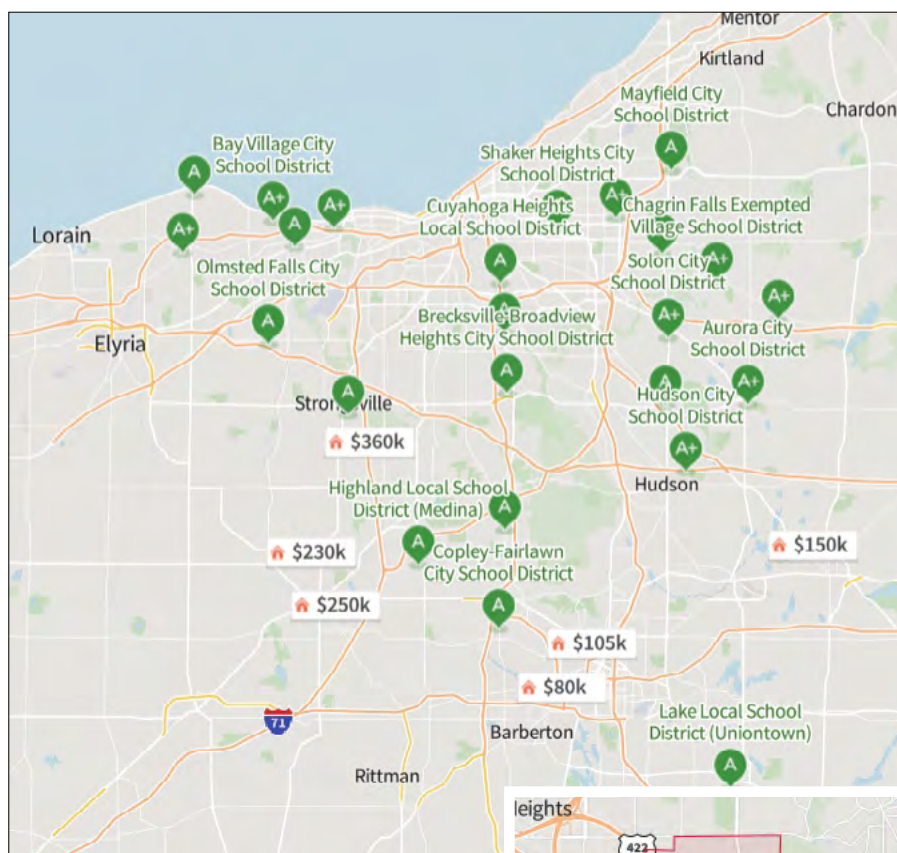 Mentor
Kirtland
Mayfield City
School District
Chardon
Bay Village City
School District
A
Shaker Heights City
School District
A
A+
A+
A+
A
Cuyahoga Heights
Local School District
Chagrin Falls Exempted
Village School District
Lorain
A+
A
A+
Olmsted Falls City
School District
Solon City
School District
A+
A
A+
Brecksville-Broadview
Heights City School District
Aurora City
School District
Elyria
A
A
A
A+
Strongsville
Hudson City
School District
$360k
A+
Hudson
Highland Local School
District (Medina)
A
A
$230k
$150k
Copley-Fairlawn
City School District
$250k
A
$105k
$80k
71
Barberton
Lake Local School
District (Uniontown)
Rittman
A
Heights
422